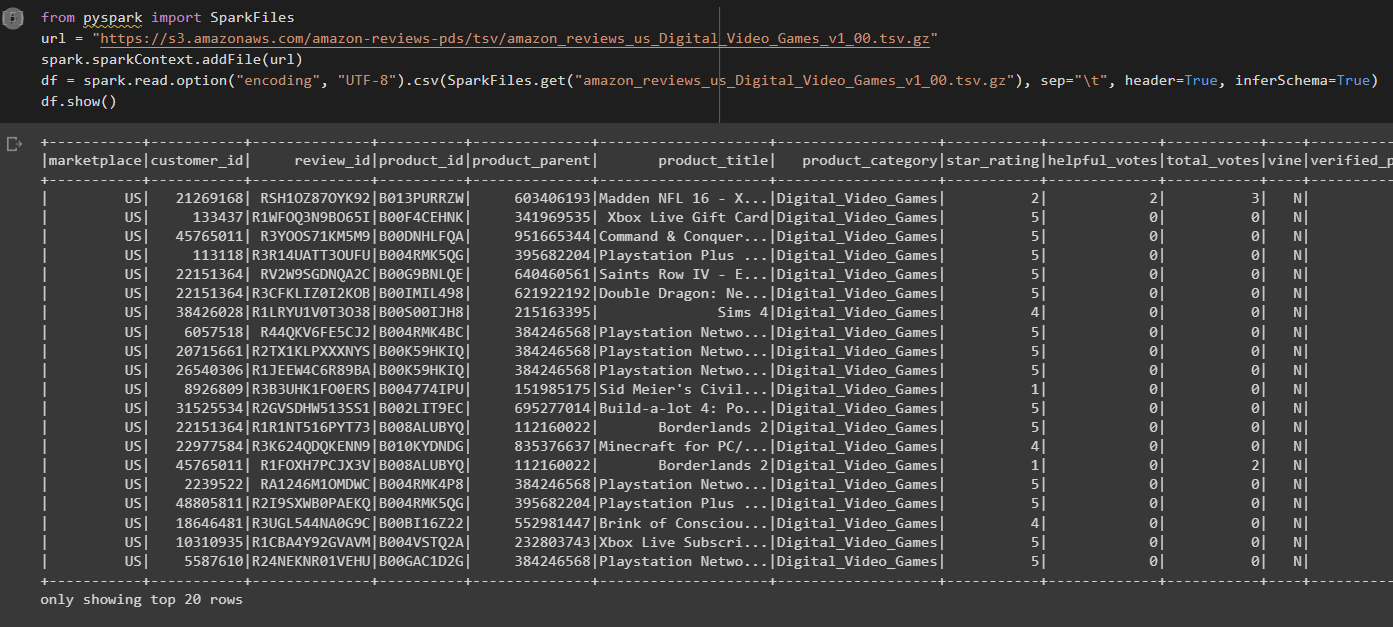 from pyspark import SparkFiles
url = "https://s3.amazonaws.com/amazon-reviews-pds/tsv/amazon_reviews_us_Digital_Video_Games_v1_00.tsv.gz"
spark.sparkContext.addFile(url)
df = spark.read.option("encoding", "UTF-8").csv(SparkFiles.get("amazon_reviews_us_Digital_Video_Games_v1_00.tsv.gz"), sep="\t", header=True, inferSchema=True)
df.show()
+-----------+-----------+--------------+----------+--------------+--------------------+-------------------+-----------+-------------+-----------+----+----------
|marketplace|customer_id|     review_id|product_id|product_parent|       product_title|   product_category|star_rating|helpful_votes|total_votes|vine|verified_p
+-----------+-----------+--------------+----------+--------------+--------------------+-------------------+-----------+-------------+-----------+----+----------
|         US|   21269168| RSH1OZ87OYK92|B013PURRZW|     603406193|Madden NFL 16 - X...|Digital_Video_Games|          2|            2|          3|   N|
|         US|     133437|R1WFOQ3N9BO65I|B00F4CEHNK|     341969535| Xbox Live Gift Card|Digital_Video_Games|          5|            0|          0|   N|
|         US|   45765011| R3YOOS71KM5M9|B00DNHLFQA|     951665344|Command & Conquer...|Digital_Video_Games|          5|            0|          0|   N|
|         US|     113118|R3R14UATT3OUFU|B004RMK5QG|     395682204|Playstation Plus ...|Digital_Video_Games|          5|            0|          0|   N|
|         US|   22151364| RV2W9SGDNQA2C|B00G9BNLQE|     640460561|Saints Row IV - E...|Digital_Video_Games|          5|            0|          0|   N|
|         US|   22151364|R3CFKLIZ0I2KOB|B00IMIL498|     621922192|Double Dragon: Ne...|Digital_Video_Games|          5|            0|          0|   N|
|         US|   38426028|R1LRYU1V0T3O38|B00S00IJH8|     215163395|              Sims 4|Digital_Video_Games|          4|            0|          0|   N|
|         US|    6057518| R44QKV6FE5CJ2|B004RMK4BC|     384246568|Playstation Netwo...|Digital_Video_Games|          5|            0|          0|   N|
|         US|   20715661|R2TX1KLPXXXNYS|B00K59HKIQ|     384246568|Playstation Netwo...|Digital_Video_Games|          5|            0|          0|   N|
|         US|   26540306|R1JEEW4C6R89BA|B00K59HKIQ|     384246568|Playstation Netwo...|Digital_Video_Games|          5|            0|          0|   N|
|         US|    8926809|R3B3UHK1FO0ERS|B004774IPU|     151985175|Sid Meier's Civil...|Digital_Video_Games|          1|            0|          0|   N|
|         US|   31525534|R2GVSDHW513SS1|B002LIT9EC|     695277014|Build-a-lot 4: Po...|Digital_Video_Games|          5|            0|          0|   N|
|         US|   22151364|R1R1NT516PYT73|B008ALUBYQ|     112160022|       Borderlands 2|Digital_Video_Games|          5|            0|          0|   N|
|         US|   22977584|R3K624QDQKENN9|B010KYDNDG|     835376637|Minecraft for PC/...|Digital_Video_Games|          4|            0|          0|   N|
|         US|   45765011| R1FOXH7PCJX3V|B008ALUBYQ|     112160022|       Borderlands 2|Digital_Video_Games|          1|            0|          2|   N|
|         US|    2239522| RA1246M1OMDWC|B004RMK4P8|     384246568|Playstation Netwo...|Digital_Video_Games|          5|            0|          0|   N|
|         US|   48805811|R2I9SXWB0PAEKQ|B004RMK5QG|     395682204|Playstation Plus ...|Digital_Video_Games|          5|            0|          0|   N|
|         US|   18646481|R3UGL544NA0G9C|B00BI16Z22|     552981447|Brink of Consciou...|Digital_Video_Games|          4|            0|          0|   N|
|         US|   10310935|R1CBA4Y92GVAVM|B004VSTQ2A|     232803743|Xbox Live Subscri...|Digital_Video_Games|          5|            0|          0|   N|
|         US|    5587610|R24NEKNR01VEHU|B00GAC1D2G|     384246568|Playstation Netwo...|Digital_Video_Games|          5|            0|          0|   N|
+-----------+-----------+--------------+----------+--------------+--------------------+-------------------+-----------+-------------+-----------+----+----------
only showing top 20 rows